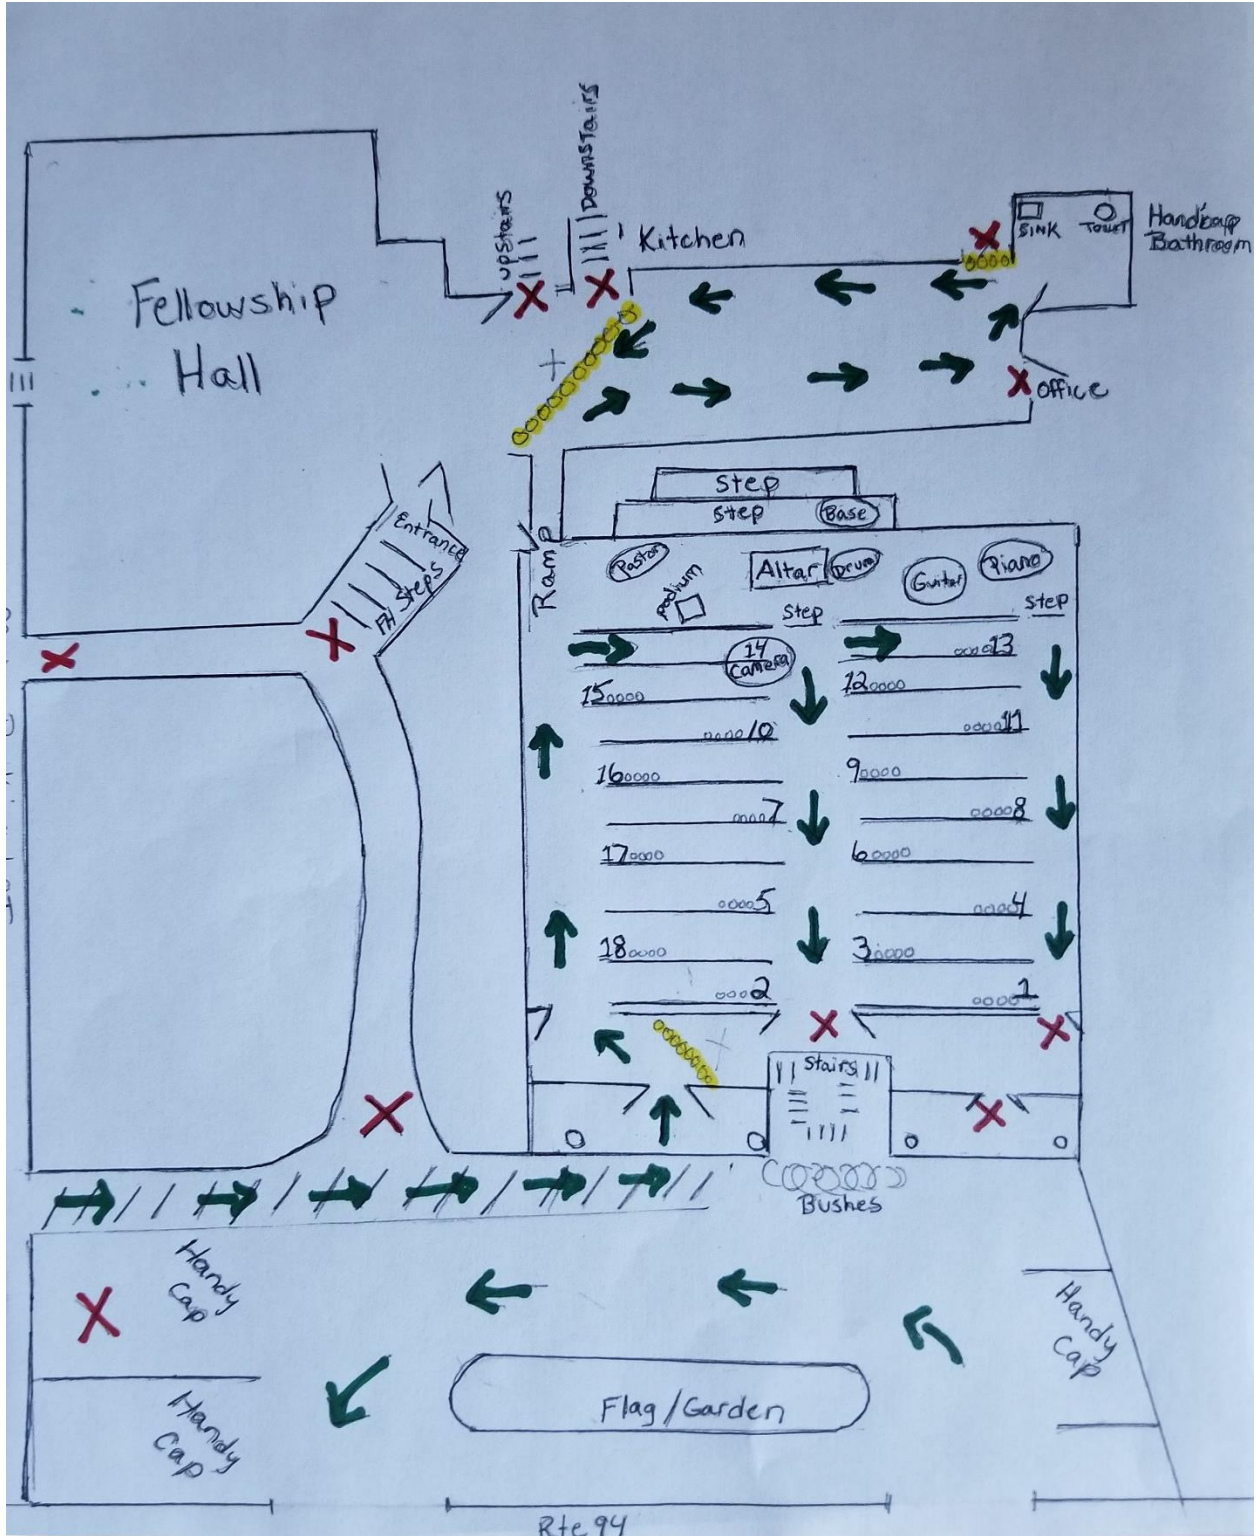 upstairs
Downstairs
Kitchen
SINK
TOILET
Handicapp
Bathroom
Fellowship
Hall
Office
Step
Step
Base
Entrance
FH Steps
Ramp
Pastor
Podium
Altar
Drum
Guitar
Piano
Step
Step
14
Camera
13
15
12
10
11
16
9
7
8
17
6
5
4
18
3
2
1
Stairs
Bushes
Handy
Cap
Handy
Cap
Handy
Cap
Flag/Garden
Rte 94